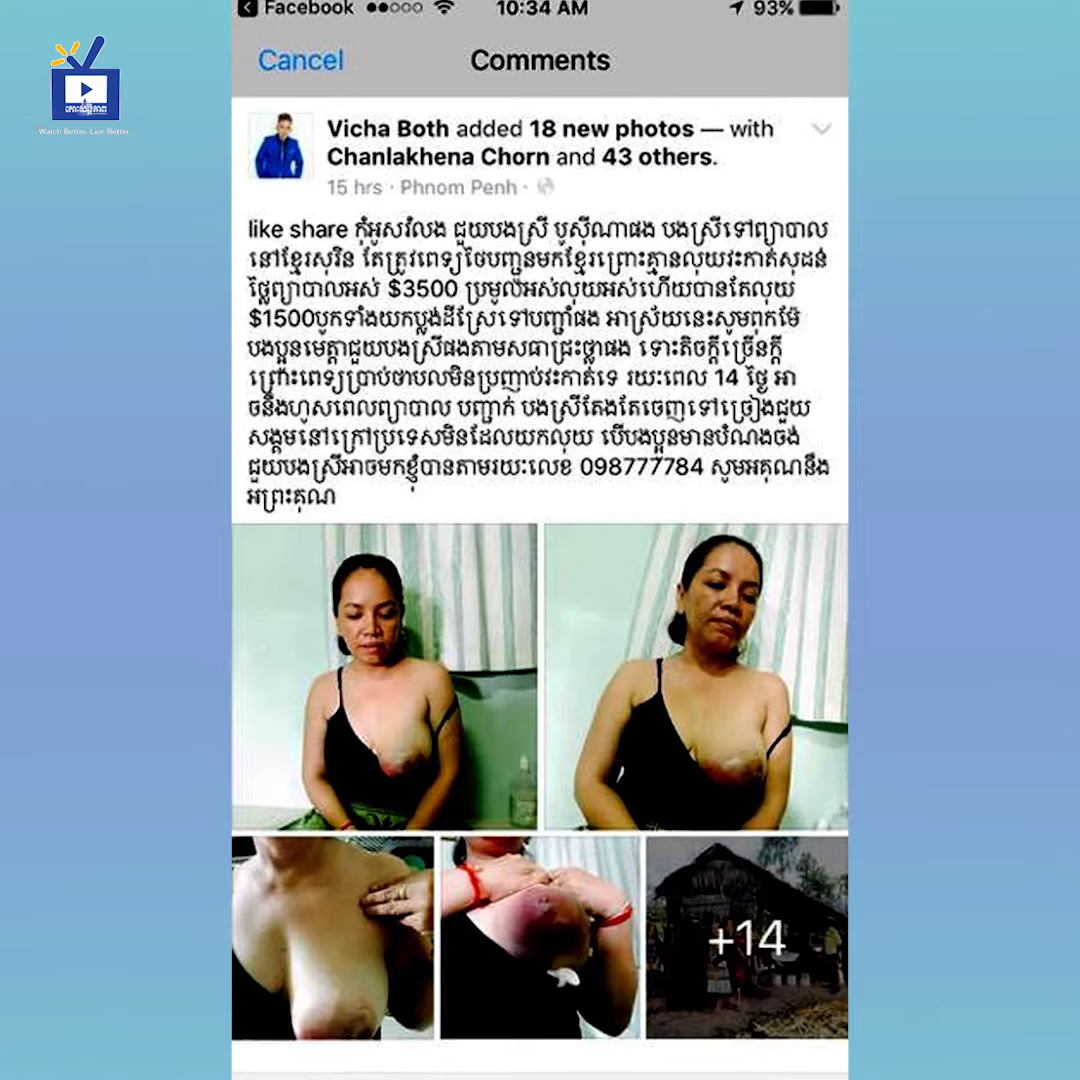 Facebook 10:34 AM 93%
Cancel Comments
Watch Better. Live Better.
Vicha Both added 18 new photos — with
Chanlakhena Chorn and 43 others.
15 hrs · Phnom Penh ·
like share កុំអូសរំលង ជួយបងស្រី បូស៊ីណាផង បងស្រីទៅព្យាបាល
នៅខ្មែរសុរិន តែត្រូវពេទ្យថៃបញ្ជូនមកខ្មែរព្រោះគ្មានលុយវះកាត់សុដន់
ថ្លៃព្យាបាលអស់ $3500 ប្រមូលអស់លុយអស់ហើយបានតែលុយ
$1500បូកទាំងយកប្លង់ដីស្រែទៅបញ្ចាំផង អាស្រ័យនេះសូមពុកម៉ែ
បងប្អូនមេត្តាជួយបងស្រីផងតាមសធាជ្រះថ្លាផង ទោះតិចក្តីច្រើនក្តី
ព្រោះពេទ្យប្រាប់ថាបលមិនប្រញាប់វះកាត់ទេ រយះពេល 14 ថ្ងៃ អា
ចនឹងហួសពេលព្យាបាល បញ្ជាក់ បងស្រីតែងតែចេញទៅច្រៀងជួយ
សង្គមនៅក្រៅប្រទេសមិនដែលយកលុយ បើបងប្អូនមានបំណងចង់
ជួយបងស្រីអាចមកខ្ញុំបានតាមរយះលេខ 098777784 សូមអគុណនឹង
អព្រះគុណ
+14